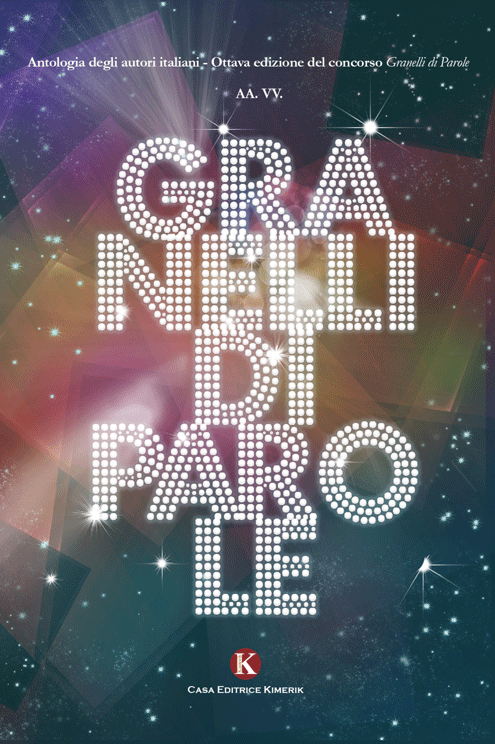 Antologia degli autori italiani - Ottava edizione del concorso Granelli di Parole
AA. VV.
GRA
NELLI
DI
PARO
LE
K
CASA EDITRICE KIMERIK